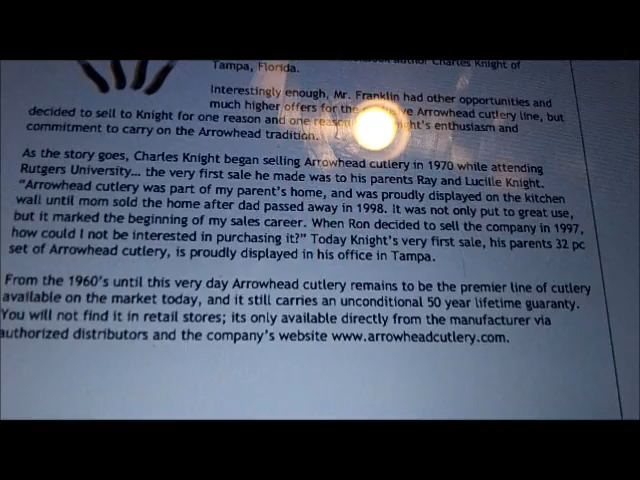 author Charles Knight of
Tampa, Florida.
Interestingly enough, Mr. Franklin had other opportunities and
much higher offers for the Arrowhead cutlery line, but
decided to sell to Knight for one reason and one reason enthusiasm and
commitment to carry on the Arrowhead tradition.
As the story goes, Charles Knight began selling Arrowhead cutlery in 1970 while attending
Rutgers University... the very first sale he made was to his parents Ray and Lucille Knight.
"Arrowhead cutlery was part of my parent's home, and was proudly displayed on the kitchen
wall until mom sold the home after dad passed away in 1998. It was not only put to great use,
but it marked the beginning of my sales career. When Ron decided to sell the company in 1997,
how could I not be interested in purchasing it?" Today Knight's very first sale, his parents 32 pc
set of Arrowhead cutlery, is proudly displayed in his office in Tampa.
From the 1960's until this very day Arrowhead cutlery remains to be the premier line of cutlery
available on the market today, and it still carries an unconditional 50 year lifetime guaranty.
You will not find it in retail stores; its only available directly from the manufacturer via
authorized distributors and the company's website www.arrowheadcutlery.com.